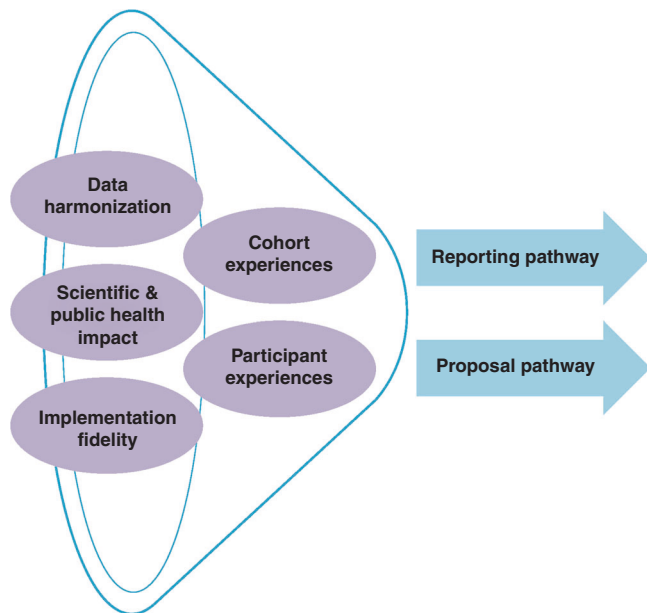 Data
harmonization
Cohort
experiences
Reporting pathway
Scientific &
public health
impact
Participant
experiences
Proposal pathway
Implementation
fidelity